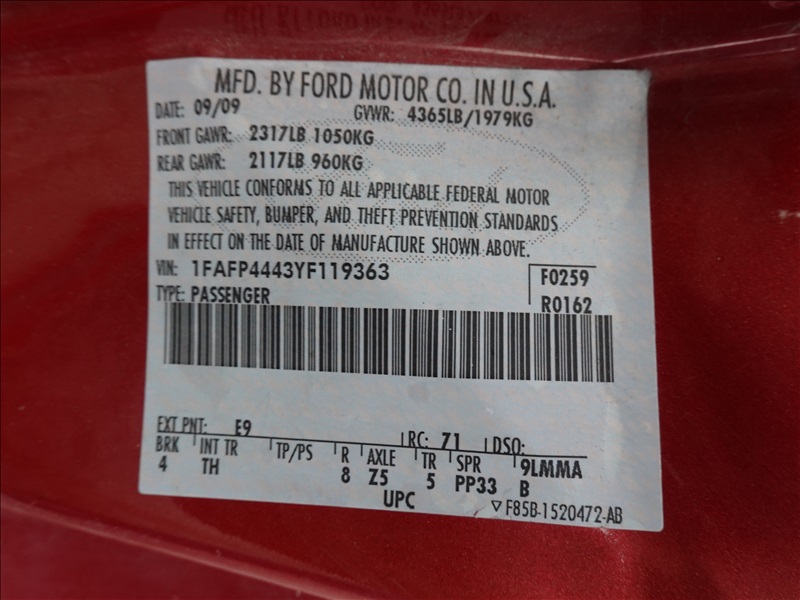 MFD. BY FORD MOTOR CO. IN U.S.A.
DATE: 09/09 GVWR: 4365LB/1979KG
FRONT GAWR: 2317LB 1050KG
REAR GAWR: 2117LB 960KG
THIS VEHICLE CONFORMS TO ALL APPLICABLE FEDERAL MOTOR
VEHICLE SAFETY, BUMPER, AND THEFT PREVENTION STANDARDS
IN EFFECT ON THE DATE OF MANUFACTURE SHOWN ABOVE.
VIN: 1FAFP4443YF119363 F0259
TYPE: PASSENGER R0162
EXT PNT: E9 RC: 71 DSO:
BRK INT TR TP/PS R AXLE TR SPR 9LMMA
4 TH 8 Z5 5 PP33 B
UPC ▽F85B-1520472-AB